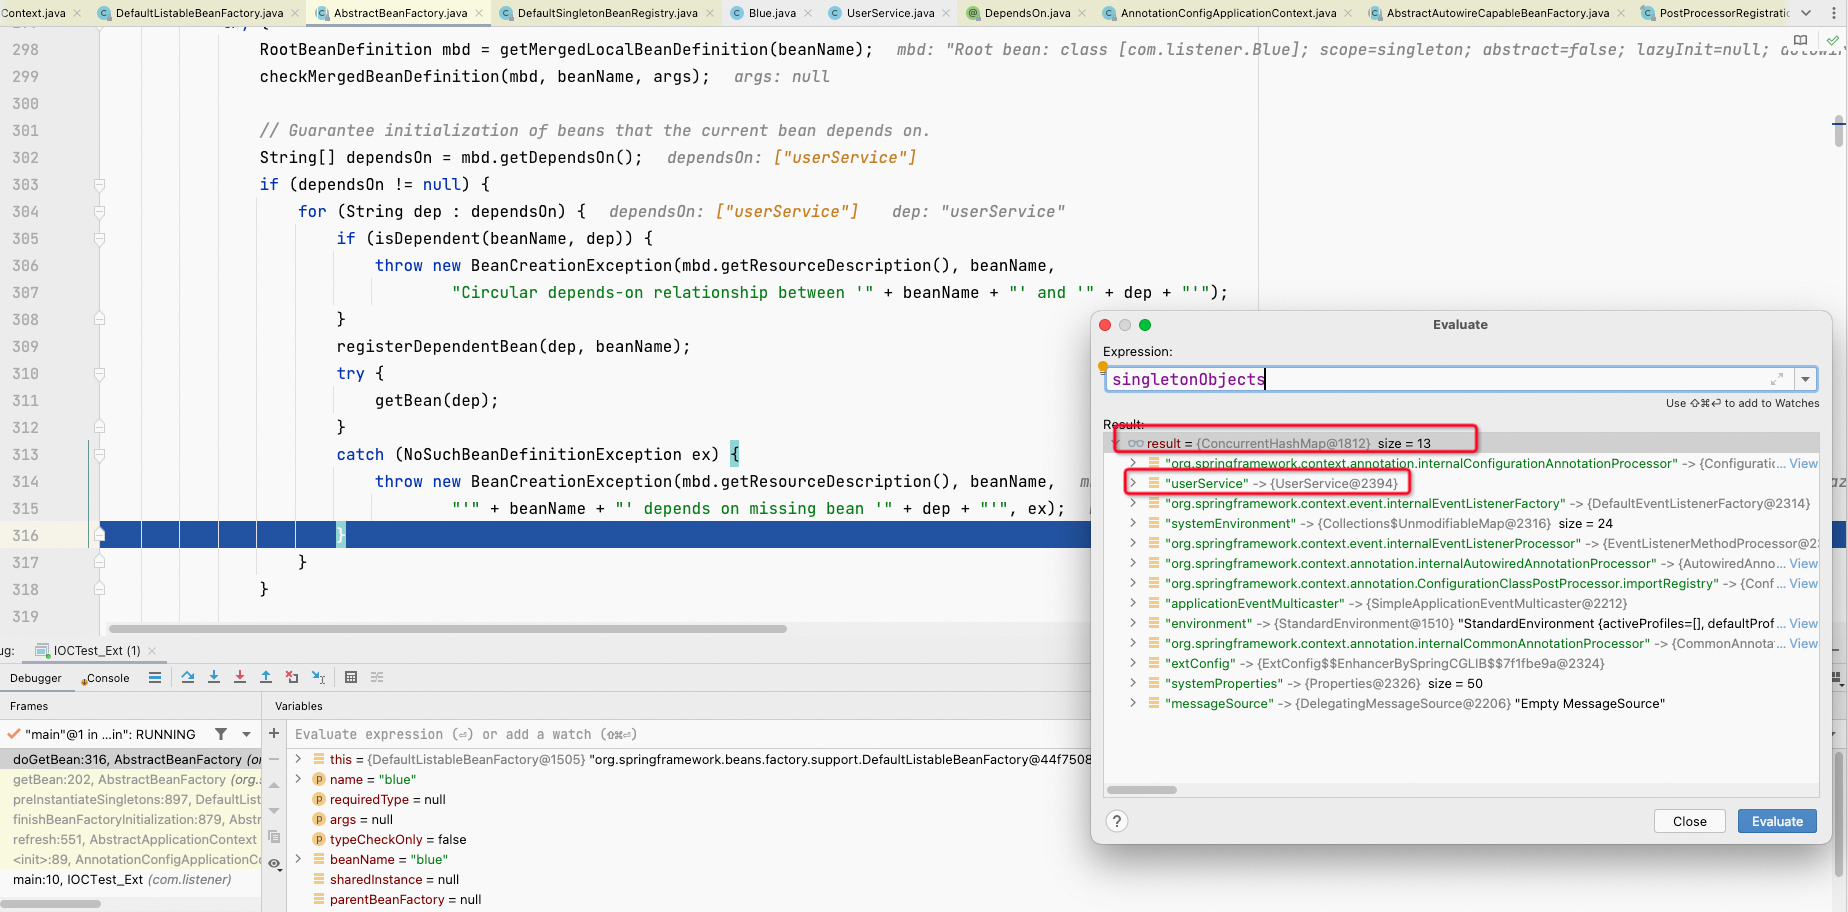 Context.java
DefaultListableBeanFactory.java
AbstractBeanFactory.java
DefaultSingletonBeanRegistry.java
Blue.java
UserService.java
DependsOn.java
AnnotationConfigApplicationContext.java
AbstractAutowireCapableBeanFactory.java
PostProcessorRegistrati
298 RootBeanDefinition mbd = getMergedLocalBeanDefinition(beanName); mbd: "Root bean: class [com.listener.Blue]; scope=singleton; abstract=false; lazyInit=null; autowir
299 checkMergedBeanDefinition(mbd, beanName, args); args: null
300
301 // Guarantee initialization of beans that the current bean depends on.
302 String[] dependsOn = mbd.getDependsOn(); dependsOn: ["userService"]
303 if (dependsOn != null) {
304 for (String dep : dependsOn) { dependsOn: ["userService"] dep: "userService"
305 if (isDependent(beanName, dep)) {
306 throw new BeanCreationException(mbd.getResourceDescription(), beanName,
307 "Circular depends-on relationship between '" + beanName + "' and '" + dep + "'");
308 }
309 registerDependentBean(dep, beanName);
310 try {
311 getBean(dep);
312 }
313 catch (NoSuchBeanDefinitionException ex) {
314 throw new BeanCreationException(mbd.getResourceDescription(), beanName,
315 "'" + beanName + "' depends on missing bean '" + dep + "'", ex);
316 }
317 }
318 }
319
Evaluate
Expression:
singletonObjects
Use ⇧⌘⏎ to add to Watches
Result:
result = {ConcurrentHashMap@1812} size = 13
"org.springframework.context.annotation.internalConfigurationAnnotationProcessor" -> {Configuratic... View
"userService" -> {UserService@2394}
"org.springframework.context.event.internalEventListenerFactory" -> {DefaultEventListenerFactory@2314}
"systemEnvironment" -> {Collections$UnmodifiableMap@2316} size = 24
"org.springframework.context.event.internalEventListenerProcessor" -> {EventListenerMethodProcessor@23
"org.springframework.context.annotation.internalAutowiredAnnotationProcessor" -> {AutowiredAnno... View
"org.springframework.context.annotation.ConfigurationClassPostProcessor.importRegistry" -> {Conf... View
"applicationEventMulticaster" -> {SimpleApplicationEventMulticaster@2212}
"environment" -> {StandardEnvironment@1510} "StandardEnvironment {activeProfiles=[], defaultProf... View
"org.springframework.context.annotation.internalCommonAnnotationProcessor" -> {CommonAnnota... View
"extConfig" -> {ExtConfig$$EnhancerBySpringCGLIB$$7f1fbe9a@2324}
"systemProperties" -> {Properties@2326} size = 50
"messageSource" -> {DelegatingMessageSource@2206} "Empty MessageSource"
?
Close
Evaluate
ug: IOCTest_Ext (1)
Debugger
Console
Frames
"main"@1 in ...in": RUNNING
doGetBean:316, AbstractBeanFactory (or
getBean:202, AbstractBeanFactory (org.s
preInstantiateSingletons:897, DefaultList
finishBeanFactoryInitialization:879, Abstr
refresh:551, AbstractApplicationContext
<init>:89, AnnotationConfigApplicationCo
main:10, IOCTest_Ext (com.listener)
Variables
Evaluate expression (⏎) or add a watch (⇧⌘⏎)
this = {DefaultListableBeanFactory@1505} "org.springframework.beans.factory.support.DefaultListableBeanFactory@44f7508
name = "blue"
requiredType = null
args = null
typeCheckOnly = false
beanName = "blue"
sharedInstance = null
parentBeanFactory = null